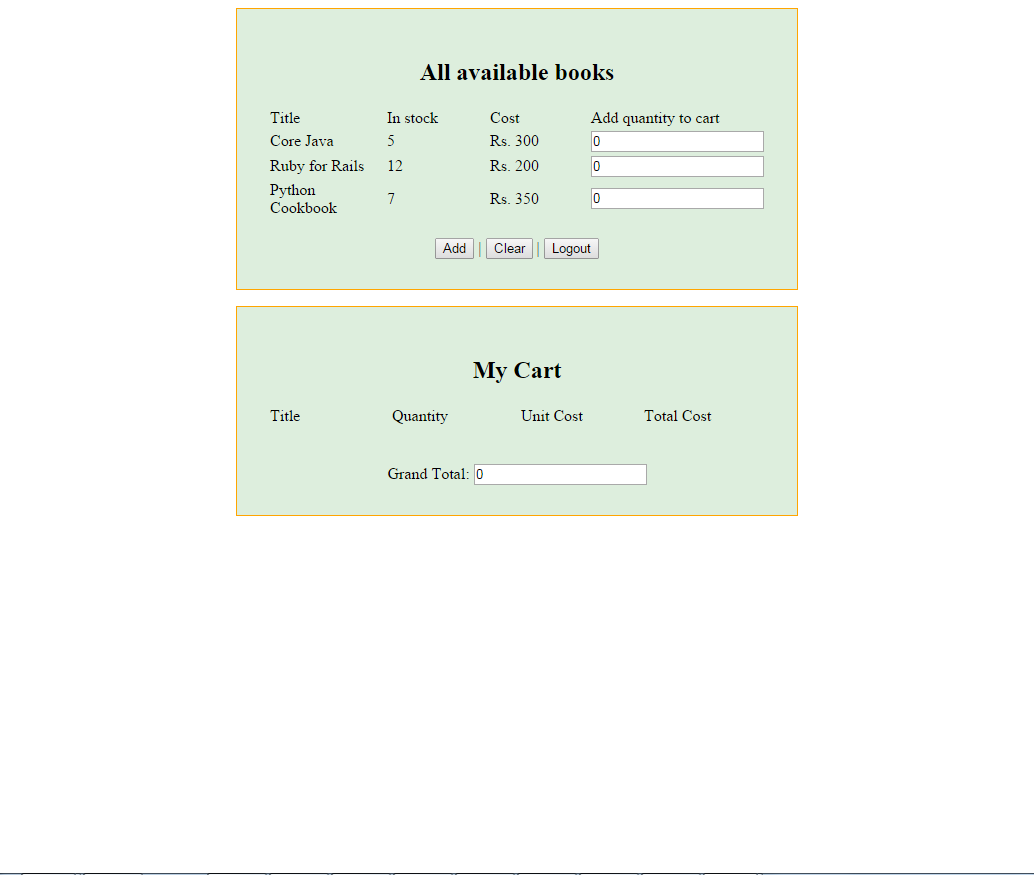 All available books
Title In stock Cost Add quantity to cart
Core Java 5 Rs. 300 0
Ruby for Rails 12 Rs. 200 0
Python Cookbook 7 Rs. 350 0
Add | Clear | Logout
My Cart
Title Quantity Unit Cost Total Cost
Grand Total: 0